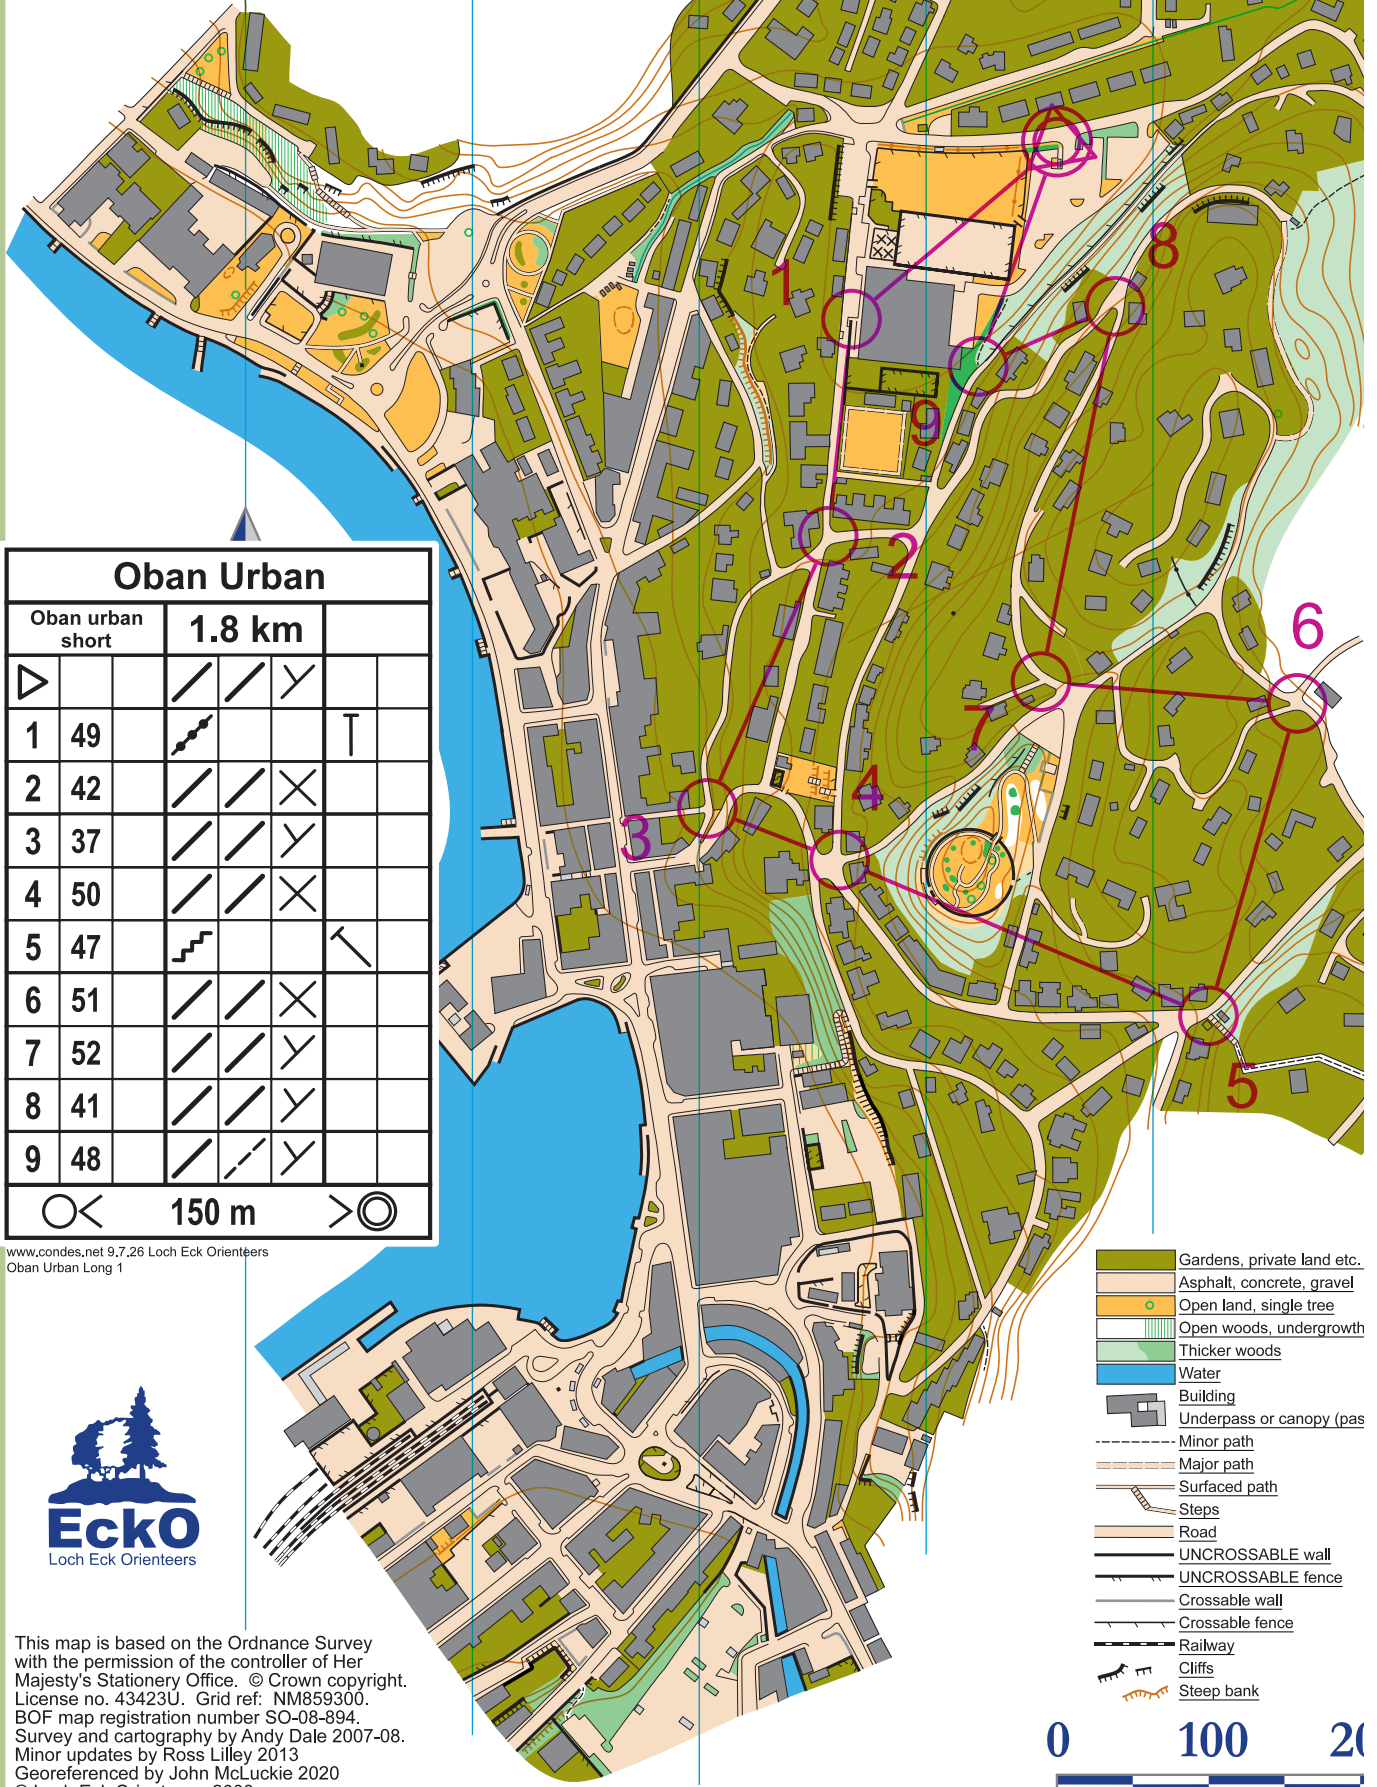 1
8
9
2
6
7
4
3
5
Oban Urban
Oban urban short 1.8 km
1 49
2 42
3 37
4 50
5 47
6 51
7 52
8 41
9 48
150 m
www.condes.net 9.7.26 Loch Eck Orienteers
Oban Urban Long 1
Gardens, private land etc.
Asphalt, concrete, gravel
Open land, single tree
Open woods, undergrowth
Thicker woods
Water
Building
Underpass or canopy (pas
Minor path
Major path
Surfaced path
Steps
Road
UNCROSSABLE wall
UNCROSSABLE fence
Crossable wall
Crossable fence
Railway
Cliffs
Steep bank
0 100 20
EckO
Loch Eck Orienteers
This map is based on the Ordnance Survey
with the permission of the controller of Her
Majesty's Stationery Office. © Crown copyright.
License no. 43423U. Grid ref: NM859300.
BOF map registration number SO-08-894.
Survey and cartography by Andy Dale 2007-08.
Minor updates by Ross Lilley 2013
Georeferenced by John McLuckie 2020